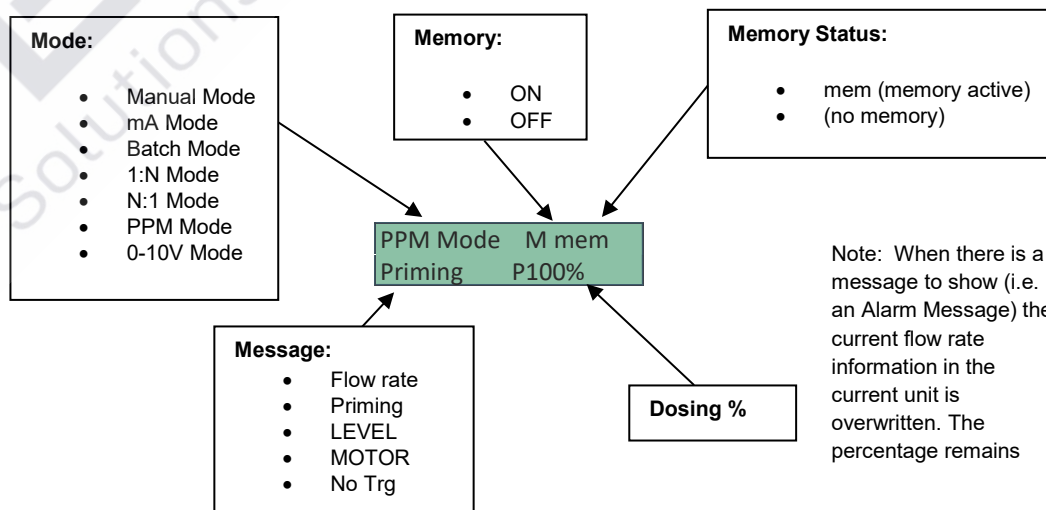 Mode:
• Manual Mode
• mA Mode
• Batch Mode
• 1:N Mode
• N:1 Mode
• PPM Mode
• 0-10V Mode
Memory:
• ON
• OFF
Memory Status:
• mem (memory active)
• (no memory)
PPM Mode M mem
Priming P100%
Message:
• Flow rate
• Priming
• LEVEL
• MOTOR
• No Trg
Dosing %
Note: When there is a
message to show (i.e.
an Alarm Message) the
current flow rate
information in the
current unit is
overwritten. The
percentage remains
Solution